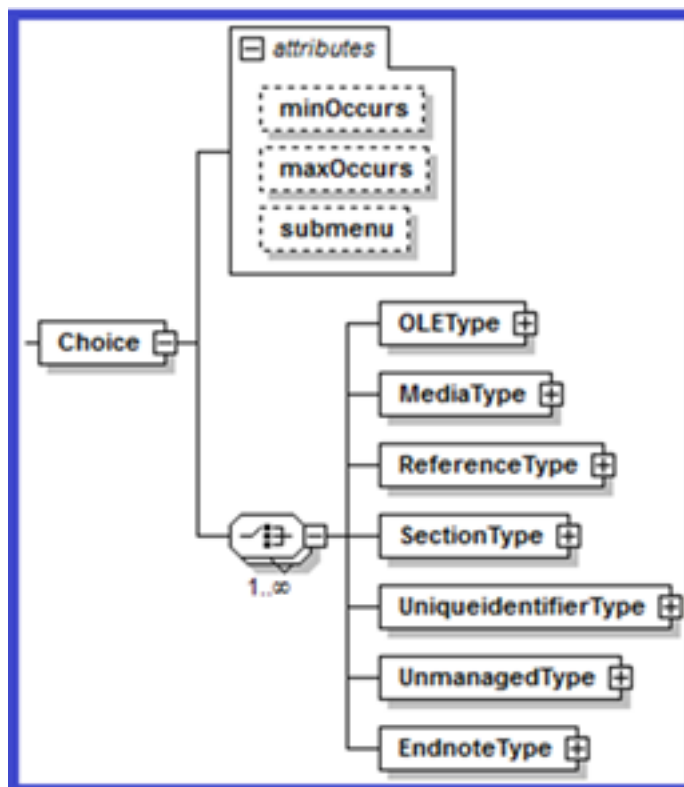 attributes
minOccurs
maxOccurs
submenu
Choice
OLEType
MediaType
ReferenceType
SectionType
1..∞
UniqueidentifierType
UnmanagedType
EndnoteType